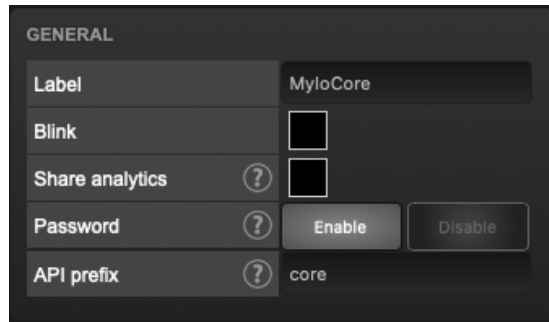 GENERAL
Label MyloCore
Blink
Share analytics ?
Password ? Enable Disable
API prefix ? core